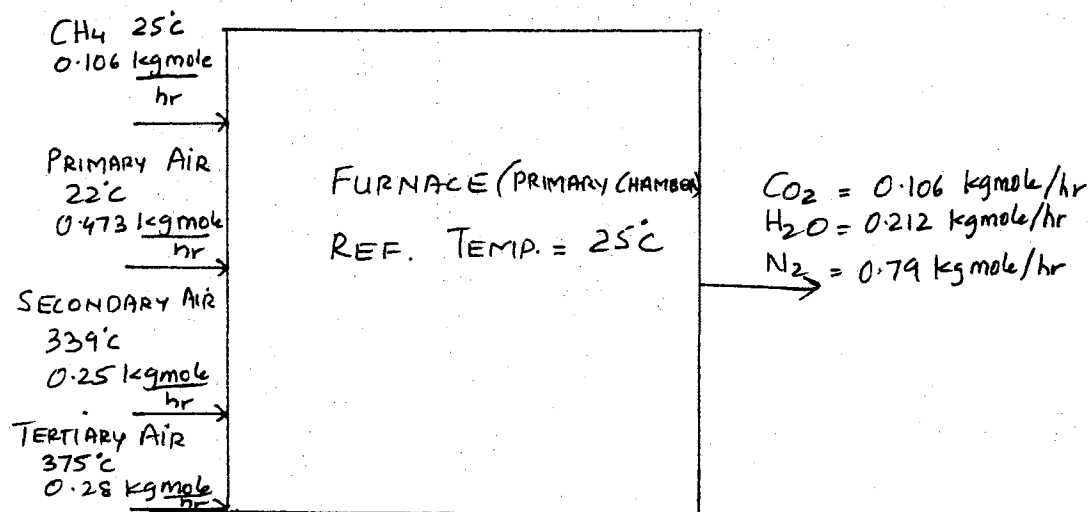 CH4 25°C
0.106 kgmole
hr
PRIMARY AIR
22°C
0.473 kgmole
hr
SECONDARY AIR
339°C
0.25 kgmole
hr
TERTIARY AIR
375°C
0.28 kgmole
hr
FURNACE (PRIMARY CHAMBER)
REF. TEMP. = 25°C
CO2 = 0.106 kgmole/hr
H2O = 0.212 kgmole/hr
N2 = 0.79 kgmole/hr